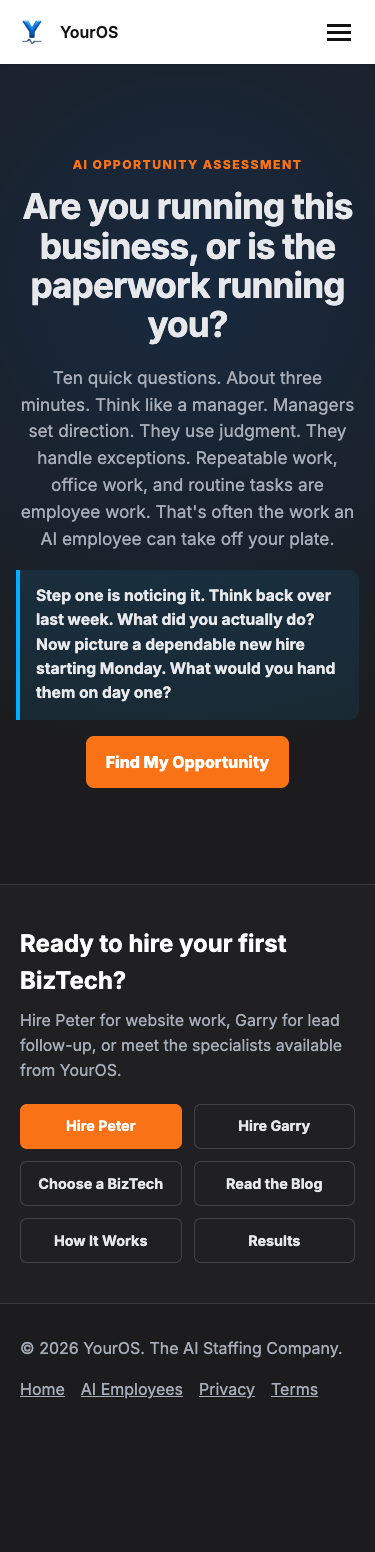 YourOS
AI OPPORTUNITY ASSESSMENT
Are you running this
business, or is the
paperwork running
you?
Ten quick questions. About three
minutes. Think like a manager. Managers
set direction. They use judgment. They
handle exceptions. Repeatable work,
office work, and routine tasks are
employee work. That's often the work an
AI employee can take off your plate.
Step one is noticing it. Think back over
last week. What did you actually do?
Now picture a dependable new hire
starting Monday. What would you hand
them on day one?
Find My Opportunity
Ready to hire your first
BizTech?
Hire Peter for website work, Garry for lead
follow-up, or meet the specialists available
from YourOS.
Hire Peter
Hire Garry
Choose a BizTech
Read the Blog
How It Works
Results
© 2026 YourOS. The AI Staffing Company.
Home AI Employees Privacy Terms